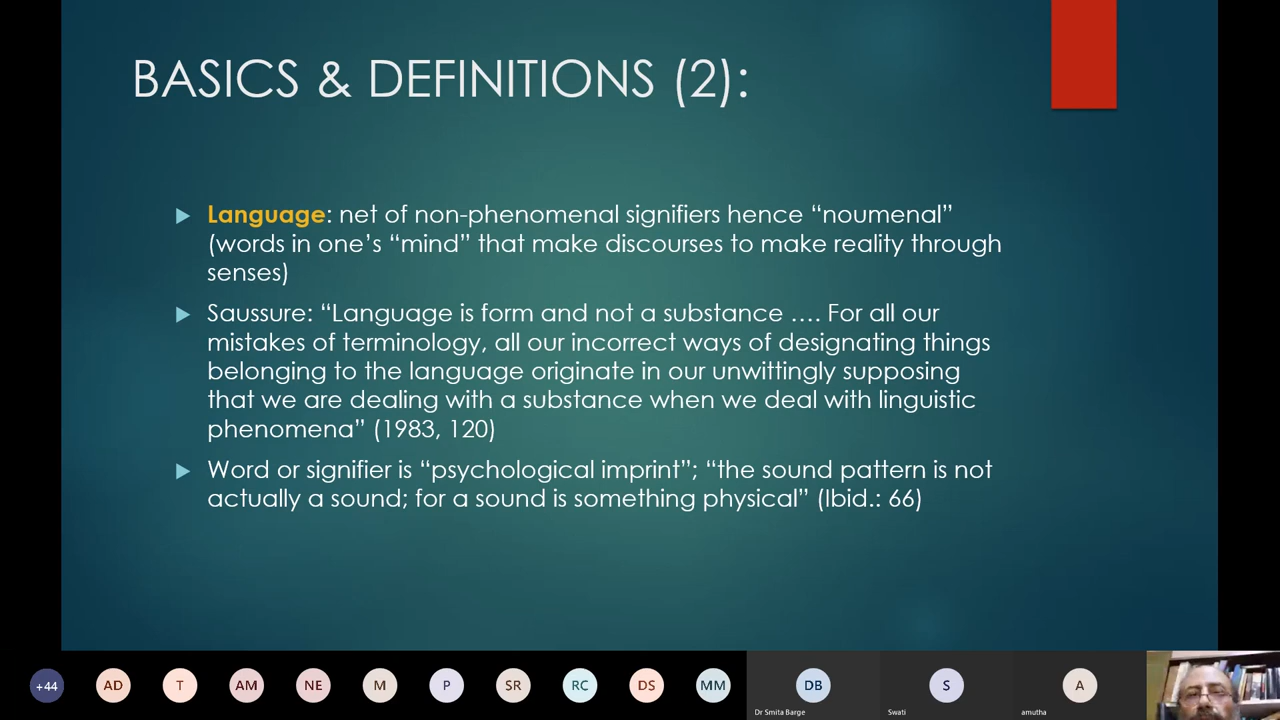 BASICS & DEFINITIONS (2):
Language: net of non-phenomenal signifiers hence “noumenal”
(words in one’s “mind” that make discourses to make reality through
senses)
Saussure: “Language is form and not a substance …. For all our
mistakes of terminology, all our incorrect ways of designating things
belonging to the language originate in our unwittingly supposing
that we are dealing with a substance when we deal with linguistic
phenomena” (1983, 120)
Word or signifier is “psychological imprint”; “the sound pattern is not
actually a sound; for a sound is something physical” (Ibid.: 66)
+44 AD T AM NE M P SR RC DS MM DB S A
Dr Smita Barge Swati amutha